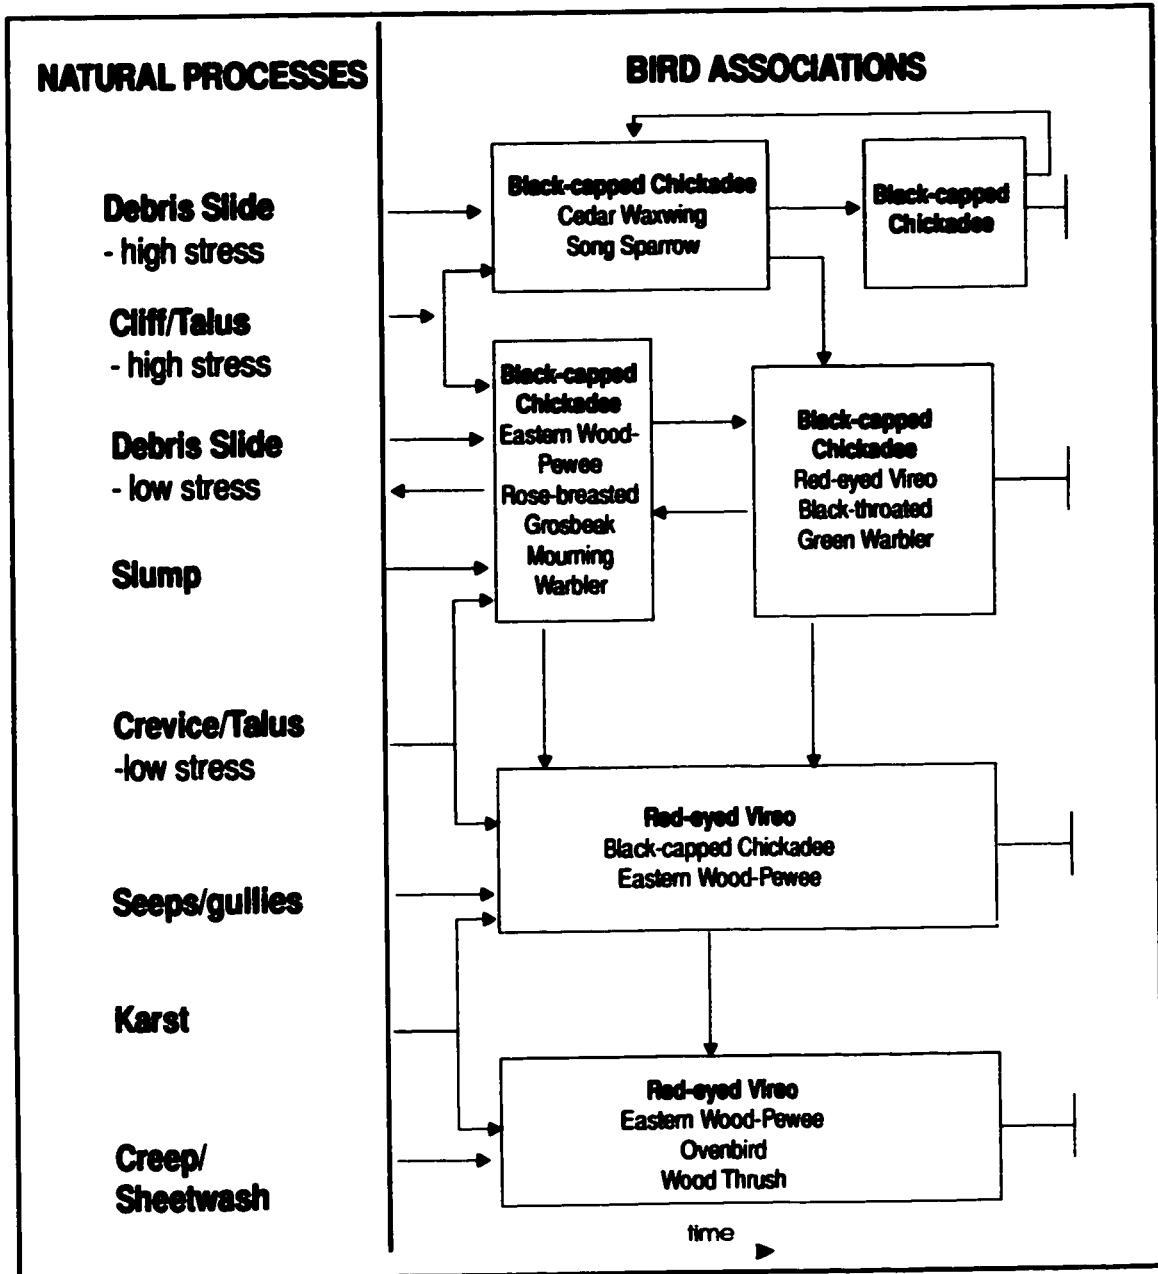 NATURAL PROCESSES
BIRD ASSOCIATIONS
Debris Slide
- high stress
Cliff/Talus
- high stress
Debris Slide
- low stress
Slump
Crevice/Talus
-low stress
Seeps/gullies
Karst
Creep/
Sheetwash
Black-capped Chickadee
Cedar Waxwing
Song Sparrow
Black-capped
Chickadee
Black-capped
Chickadee
Eastern Wood-
Pewee
Rose-breasted
Grosbeak
Mourning
Warbler
Black-capped
Chickadee
Red-eyed Vireo
Black-throated
Green Warbler
Red-eyed Vireo
Black-capped Chickadee
Eastern Wood-Pewee
Red-eyed Vireo
Eastern Wood-Pewee
Ovenbird
Wood Thrush
time